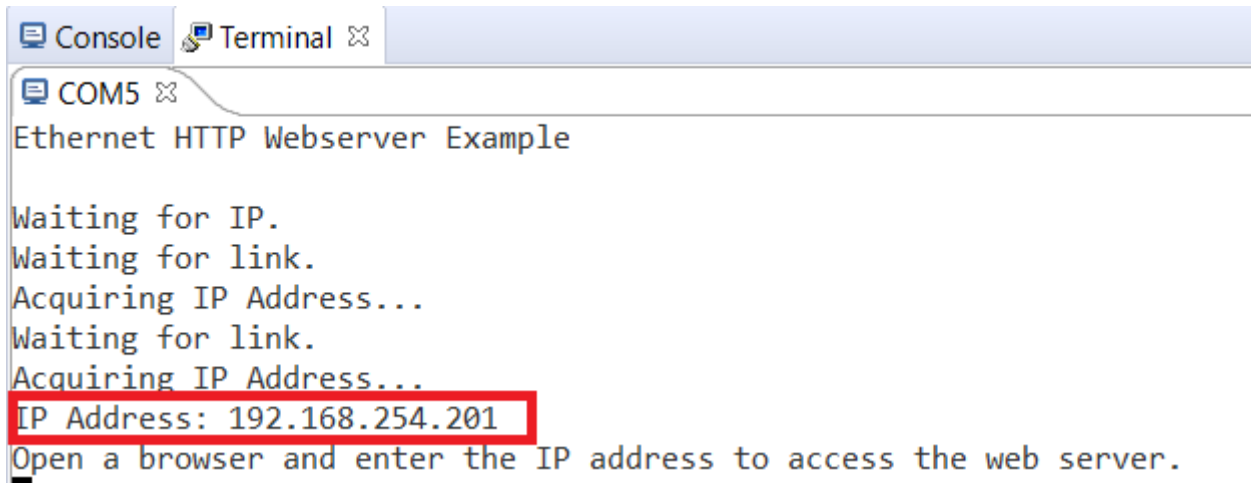 Console Terminal
COM5
Ethernet HTTP Webserver Example
Waiting for IP.
Waiting for link.
Acquiring IP Address...
Waiting for link.
Acquiring IP Address...
IP Address: 192.168.254.201
Open a browser and enter the IP address to access the web server.